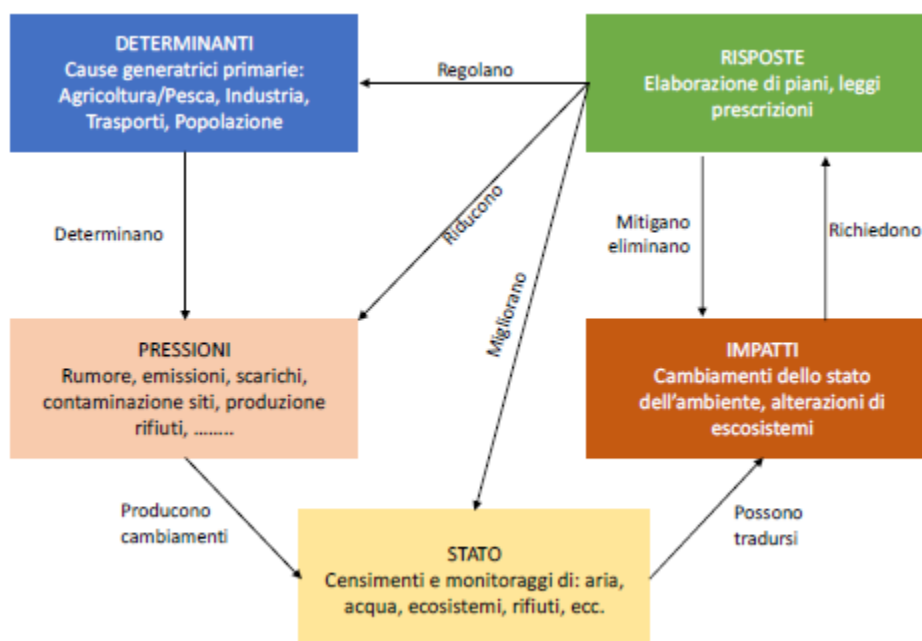 DETERMINANTI
Cause generatrici primarie:
Agricoltura/Pesca, Industria,
Trasporti, Popolazione
Regolano
RISPOSTE
Elaborazione di piani, leggi
prescrizioni
Determinano
Riducono
Migliorano
Mitigano
eliminano
Richiedono
PRESSIONI
Rumore, emissioni, scarichi,
contaminazione siti, produzione
rifiuti, ........
IMPATTI
Cambiamenti dello stato
dell'ambiente, alterazioni di
escosistemi
Producono
cambiamenti
STATO
Censimenti e monitoraggi di: aria,
acqua, ecosistemi, rifiuti, ecc.
Possono
tradursi